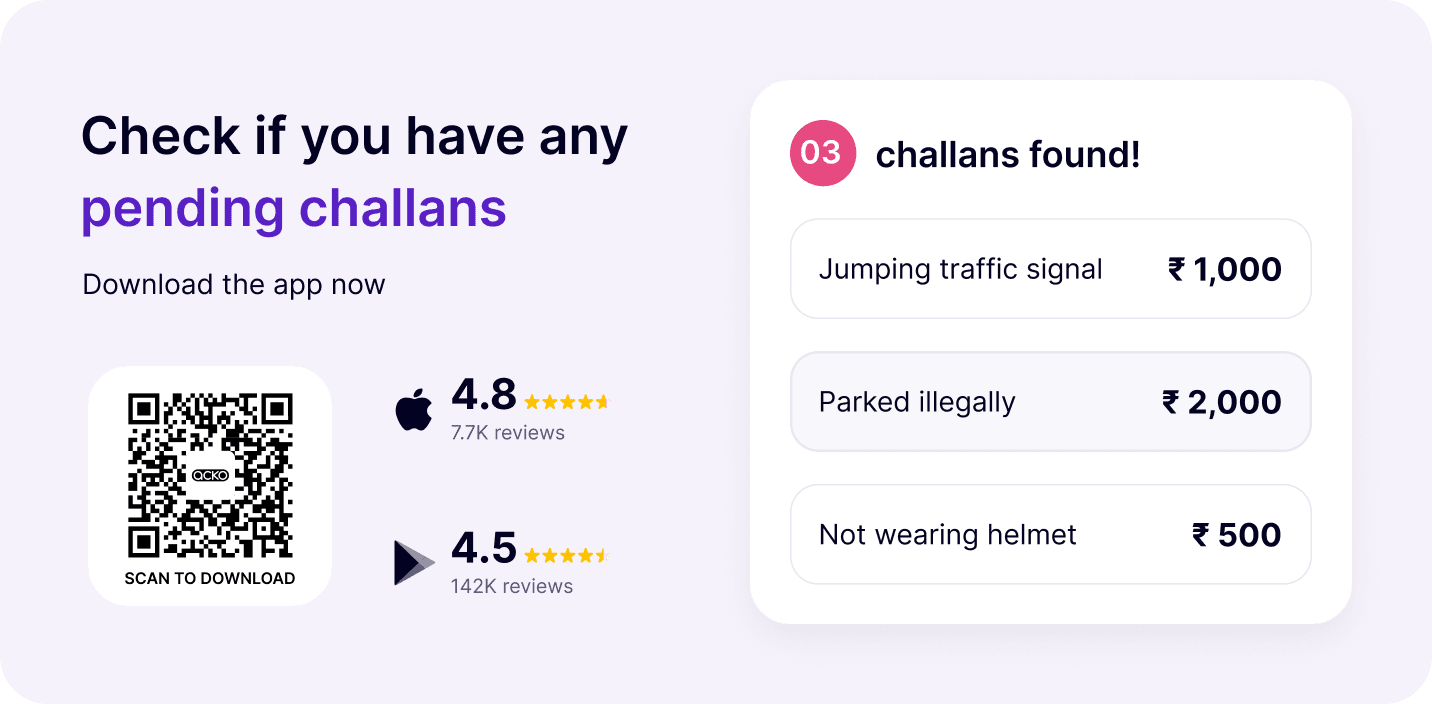 Check if you have any
pending challans
Download the app now
acko
SCAN TO DOWNLOAD
4.8
7.7K reviews
4.5
142K reviews
03 challans found!
Jumping traffic signal ₹ 1,000
Parked illegally ₹ 2,000
Not wearing helmet ₹ 500